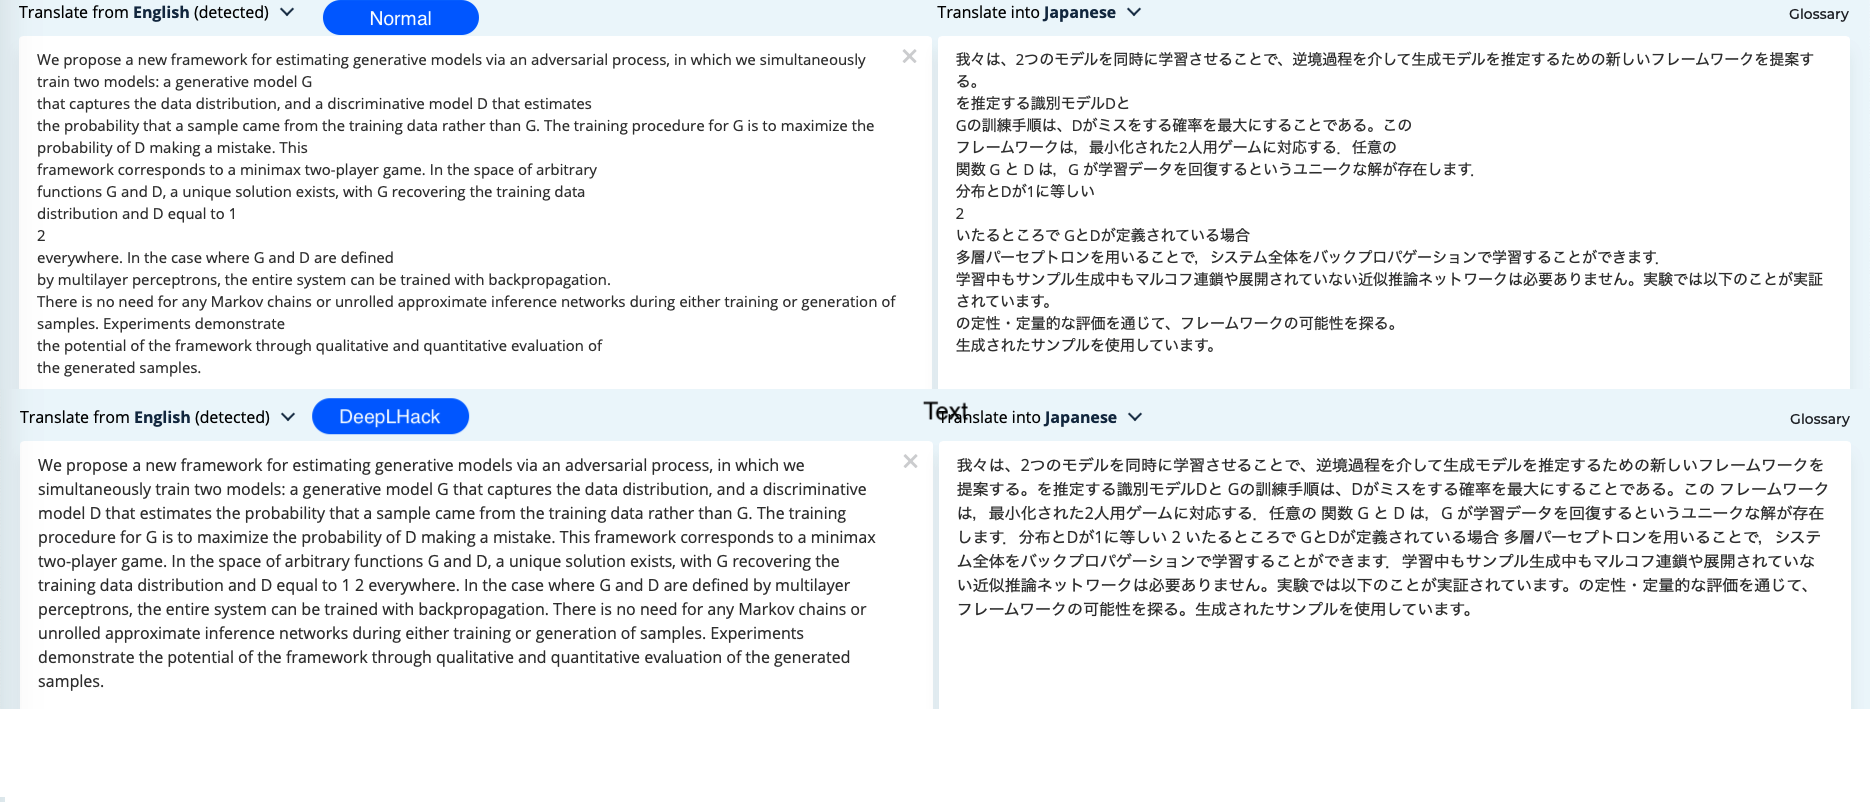 Translate from English (detected)
Normal
Translate into Japanese
Glossary
We propose a new framework for estimating generative models via an adversarial process, in which we simultaneously
train two models: a generative model G
that captures the data distribution, and a discriminative model D that estimates
the probability that a sample came from the training data rather than G. The training procedure for G is to maximize the
probability of D making a mistake. This
framework corresponds to a minimax two-player game. In the space of arbitrary
functions G and D, a unique solution exists, with G recovering the training data
distribution and D equal to 1
2
everywhere. In the case where G and D are defined
by multilayer perceptrons, the entire system can be trained with backpropagation.
There is no need for any Markov chains or unrolled approximate inference networks during either training or generation of
samples. Experiments demonstrate
the potential of the framework through qualitative and quantitative evaluation of
the generated samples.
我々は、2つのモデルを同時に学習させることで、逆境過程を介して生成モデルを推定するための新しいフレームワークを提案す
る。
を推定する識別モデルDと
Gの訓練手順は、Dがミスをする確率を最大にすることである。この
フレームワークは，最小化された2人用ゲームに対応する．任意の
関数 G と D は，G が学習データを回復するというユニークな解が存在します．
分布とDが1に等しい
2
いたるところで GとDが定義されている場合
多層パーセプトロンを用いることで，システム全体をバックプロパゲーションで学習することができます．
学習中もサンプル生成中もマルコフ連鎖や展開されていない近似推論ネットワークは必要ありません。実験では以下のことが実証
されています。
の定性・定量的な評価を通じて、フレームワークの可能性を探る。
生成されたサンプルを使用しています。
Translate from English (detected)
DeepLHack
Text
Translate into Japanese
Glossary
We propose a new framework for estimating generative models via an adversarial process, in which we
simultaneously train two models: a generative model G that captures the data distribution, and a discriminative
model D that estimates the probability that a sample came from the training data rather than G. The training
procedure for G is to maximize the probability of D making a mistake. This framework corresponds to a minimax
two-player game. In the space of arbitrary functions G and D, a unique solution exists, with G recovering the
training data distribution and D equal to 1 2 everywhere. In the case where G and D are defined by multilayer
perceptrons, the entire system can be trained with backpropagation. There is no need for any Markov chains or
unrolled approximate inference networks during either training or generation of samples. Experiments
demonstrate the potential of the framework through qualitative and quantitative evaluation of the generated
samples.
我々は、2つのモデルを同時に学習させることで、逆境過程を介して生成モデルを推定するための新しいフレームワークを
提案する。を推定する識別モデルDと Gの訓練手順は、Dがミスをする確率を最大にすることである。この フレームワーク
は，最小化された2人用ゲームに対応する．任意の 関数 G と D は，G が学習データを回復するというユニークな解が存在
します．分布とDが1に等しい 2 いたるところで GとDが定義されている場合 多層パーセプトロンを用いることで，システ
ム全体をバックプロパゲーションで学習することができます．学習中もサンプル生成中もマルコフ連鎖や展開されていな
い近似推論ネットワークは必要ありません。実験では以下のことが実証されています。の定性・定量的な評価を通じて、
フレームワークの可能性を探る。生成されたサンプルを使用しています。